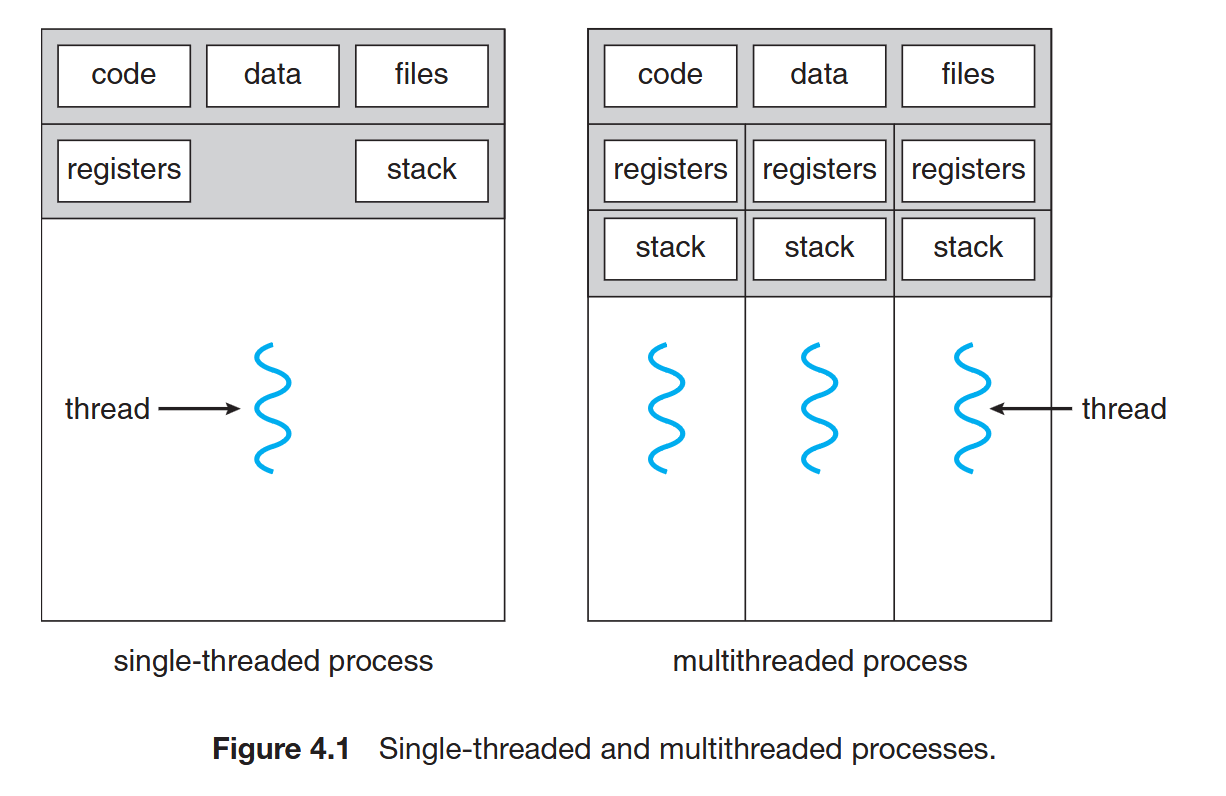 code data files code data files
registers stack registers registers registers
stack stack stack
thread thread
single-threaded process multithreaded process
Figure 4.1 Single-threaded and multithreaded processes.